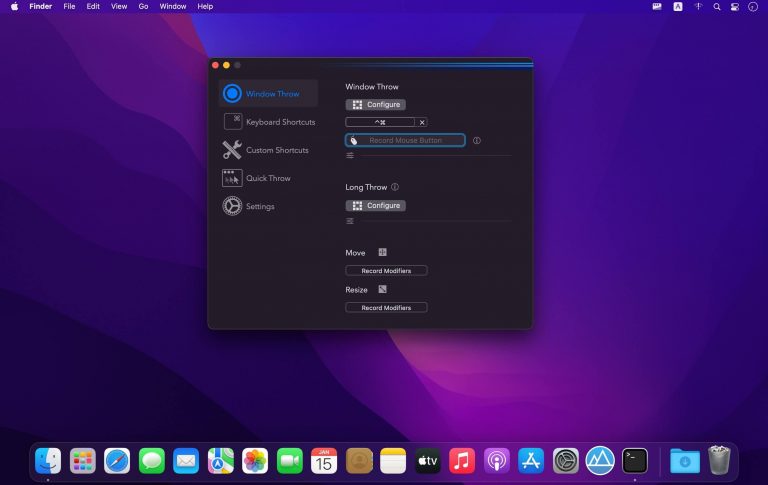 Finder File Edit View Go Window Help
A
Window Throw
Keyboard Shortcuts
Custom Shortcuts
Quick Throw
Settings
Window Throw
Configure
^⌘ ×
Record Mouse Button
Long Throw
Configure
Move
Record Modifiers
Resize
Record Modifiers
JAN
15
tv
>_